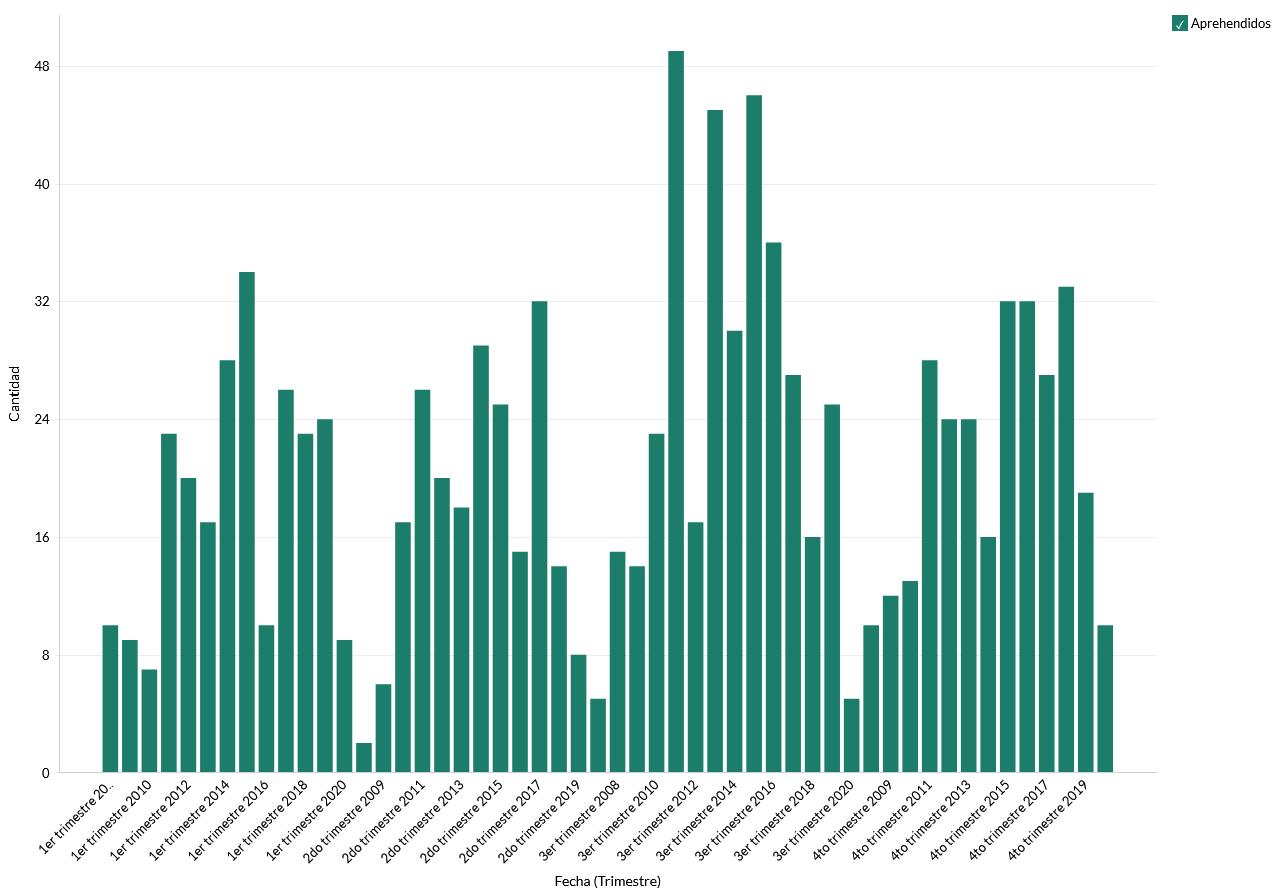 Aprehendidos
48
40
32
24
16
8
0
Cantidad
1er trimestre 20..
1er trimestre 2010
1er trimestre 2012
1er trimestre 2014
1er trimestre 2016
1er trimestre 2018
1er trimestre 2020
2do trimestre 2009
2do trimestre 2011
2do trimestre 2013
2do trimestre 2015
2do trimestre 2017
2do trimestre 2019
3er trimestre 2008
3er trimestre 2010
3er trimestre 2012
3er trimestre 2014
3er trimestre 2016
3er trimestre 2018
3er trimestre 2020
4to trimestre 2009
4to trimestre 2011
4to trimestre 2013
4to trimestre 2015
4to trimestre 2017
4to trimestre 2019
Fecha (Trimestre)